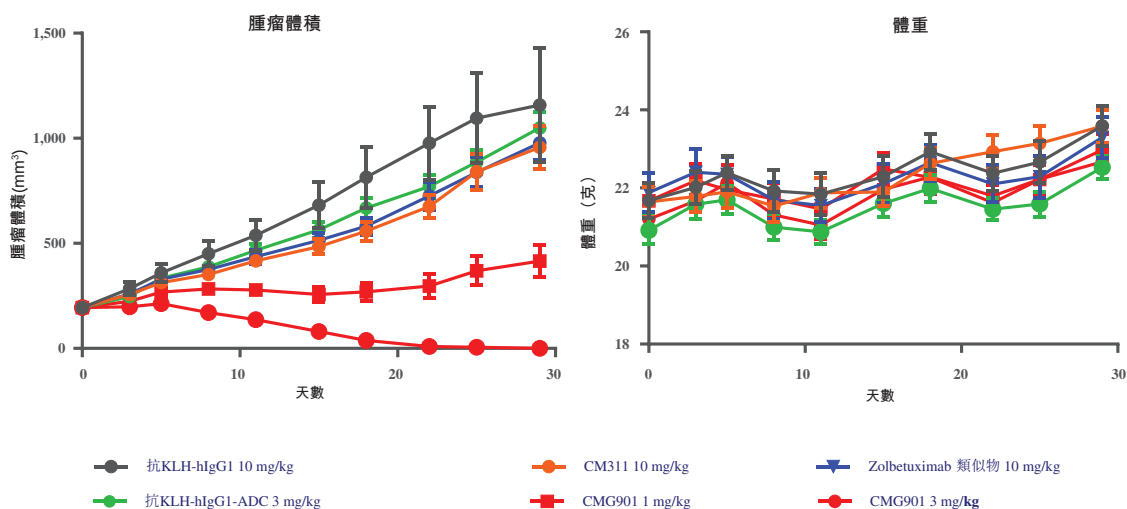 腫瘤體積
1,500
1,000
500
0
腫瘤體積(mm³)
0 10 20 30
天數
體重
26
24
22
20
18
體重（克）
0 10 20 30
天數
抗KLH-hIgG1 10 mg/kg
CM311 10 mg/kg
Zolbetuximab 類似物 10 mg/kg
抗KLH-hIgG1-ADC 3 mg/kg
CMG901 1 mg/kg
CMG901 3 mg/kg